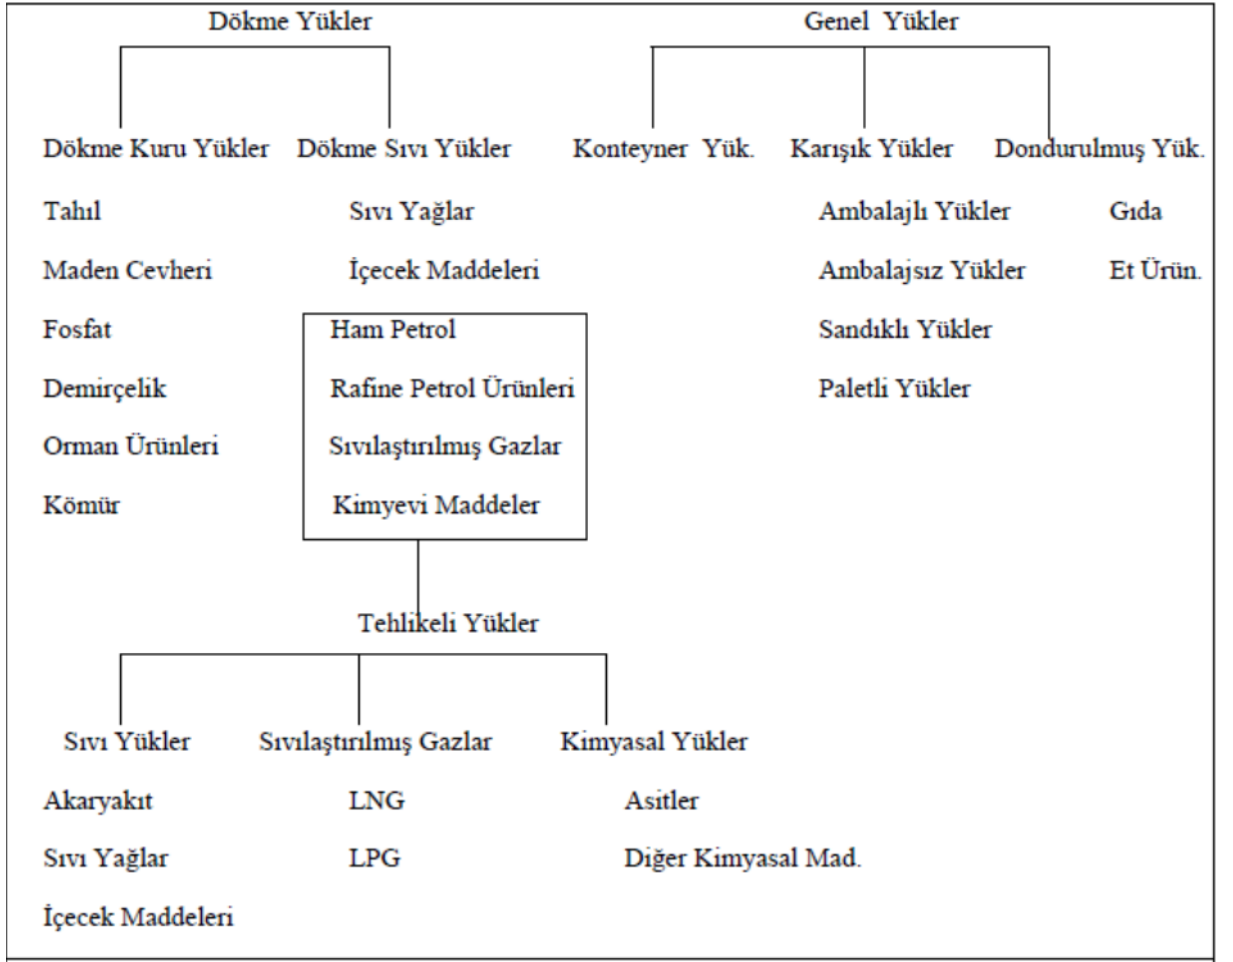 Dökme Yükler Genel Yükler
Dökme Kuru Yükler Dökme Sıvı Yükler Konteyner Yük. Karışık Yükler Dondurulmuş Yük.
Tahıl Sıvı Yağlar Ambalajlı Yükler Gıda
Maden Cevheri İçecek Maddeleri Ambalajsız Yükler Et Ürün.
Fosfat Ham Petrol Sandıklı Yükler
Demirçelik Rafine Petrol Ürünleri Paletli Yükler
Orman Ürünleri Sıvılaştırılmış Gazlar
Kömür Kimyevi Maddeler
Tehlikeli Yükler
Sıvı Yükler Sıvılaştırılmış Gazlar Kimyasal Yükler
Akaryakıt LNG Asitler
Sıvı Yağlar LPG Diğer Kimyasal Mad.
İçecek Maddeleri